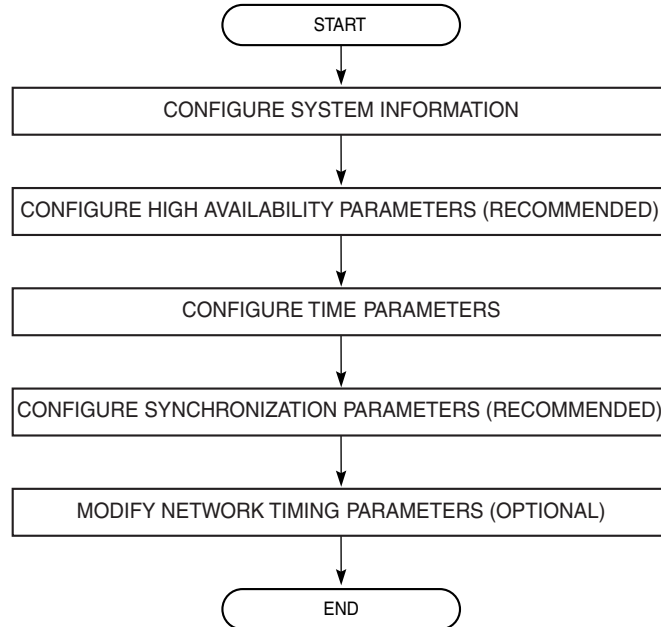 START
CONFIGURE SYSTEM INFORMATION
CONFIGURE HIGH AVAILABILITY PARAMETERS (RECOMMENDED)
CONFIGURE TIME PARAMETERS
CONFIGURE SYNCHRONIZATION PARAMETERS (RECOMMENDED)
MODIFY NETWORK TIMING PARAMETERS (OPTIONAL)
END